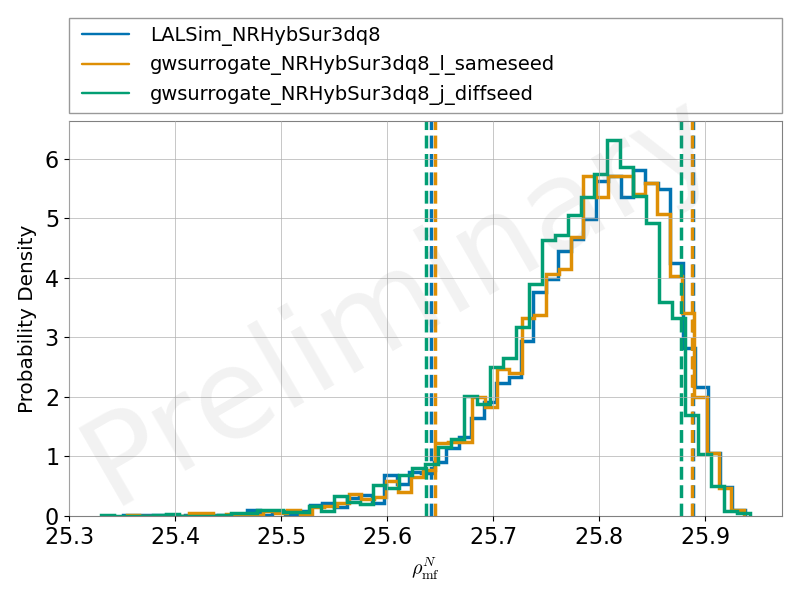 LALSim_NRHybSur3dq8
gwsurrogate_NRHybSur3dq8_l_sameseed
gwsurrogate_NRHybSur3dq8_j_diffseed
Preliminary
Probability Density
6
5
4
3
2
1
0
25.3 25.4 25.5 25.6 25.7 25.8 25.9
ρ_mf^N